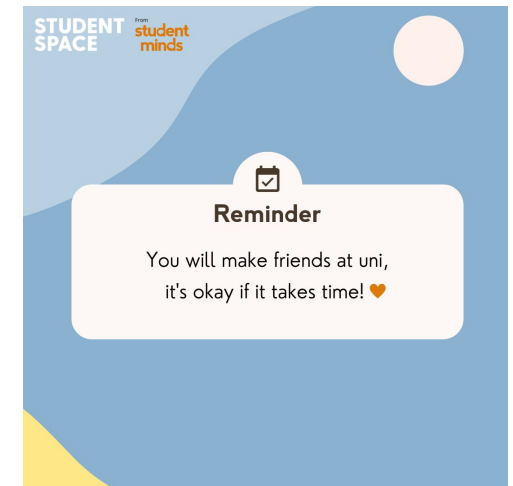 STUDENT
SPACE
From
student
minds
Reminder
You will make friends at uni,
it's okay if it takes time!